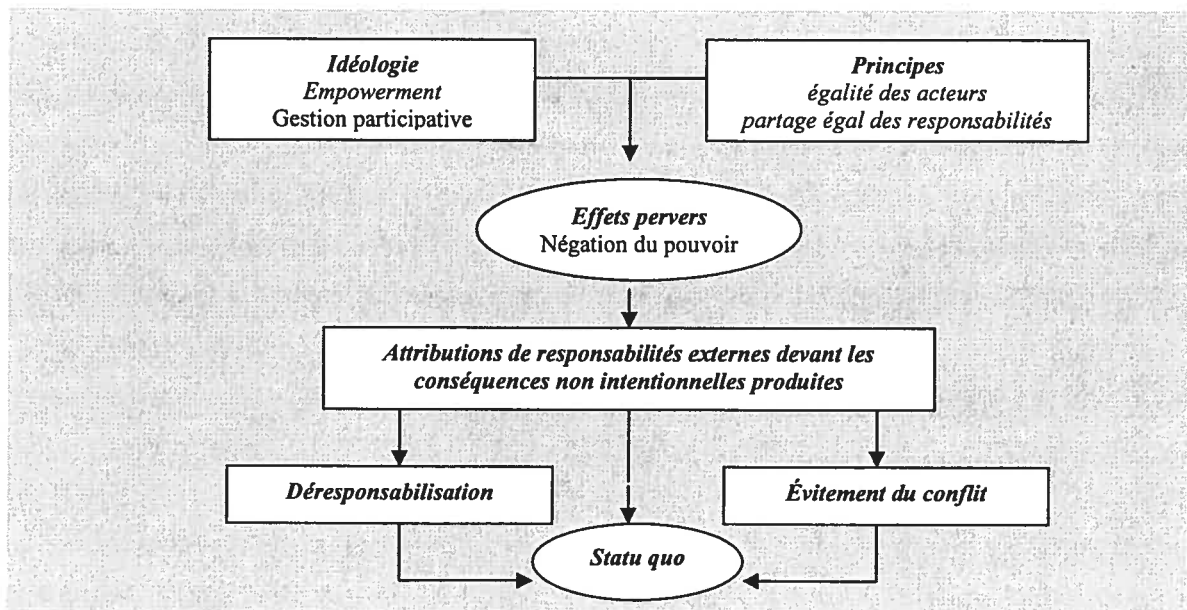 Idéologie
Empowerment
Gestion participative
Principes
égalité des acteurs
partage égal des responsabilités
Effets pervers
Négation du pouvoir
Attributions de responsabilités externes devant les
conséquences non intentionnelles produites
Déresponsabilisation
Évitement du conflit
Statu quo